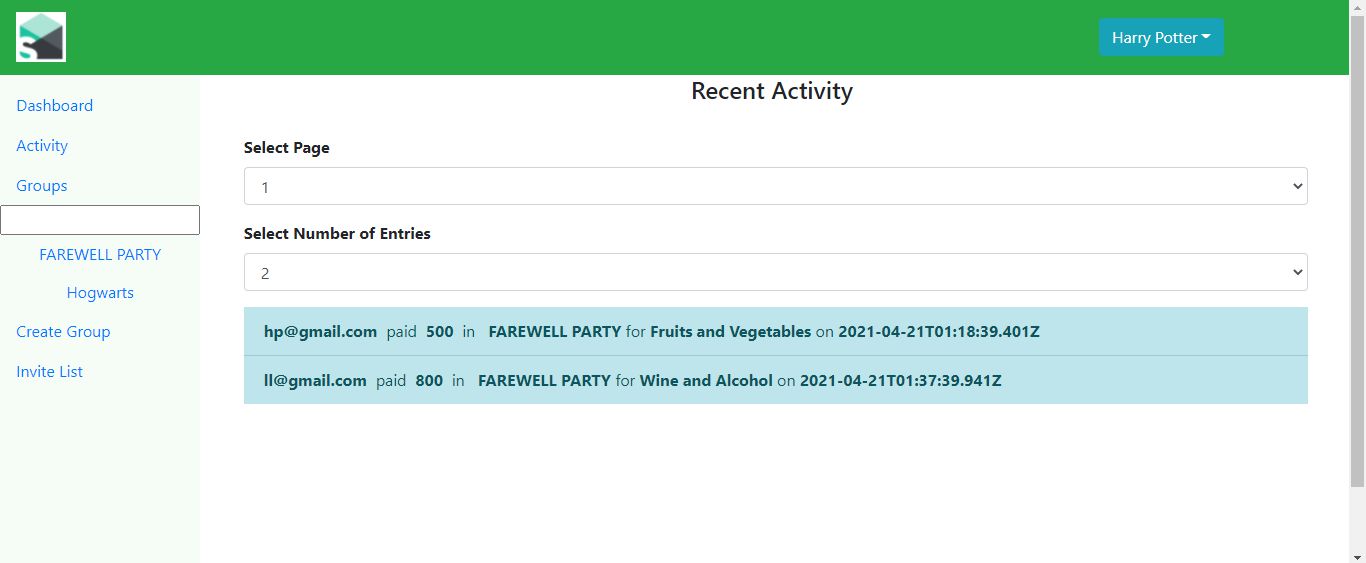 Harry Potter
Dashboard
Activity
Groups
FAREWELL PARTY
Hogwarts
Create Group
Invite List
Recent Activity
Select Page
1
Select Number of Entries
2
hp@gmail.com paid 500 in FAREWELL PARTY for Fruits and Vegetables on 2021-04-21T01:18:39.401Z
ll@gmail.com paid 800 in FAREWELL PARTY for Wine and Alcohol on 2021-04-21T01:37:39.941Z